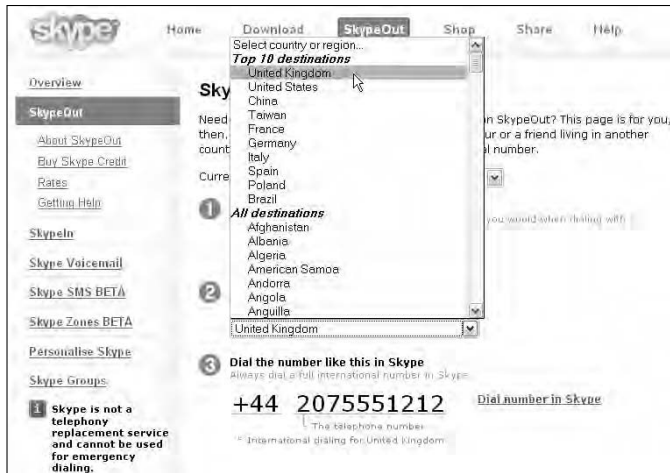 skype
Home Download SkypeOut Shop Share Help
Select country or region...
Top 10 destinations
United Kingdom
United States
China
Taiwan
France
Germany
Italy
Spain
Poland
Brazil
All destinations
Afghanistan
Albania
Algeria
American Samoa
Andorra
Angola
Anguilla
United Kingdom
Overview
SkypeOut
About SkypeOut
Buy Skype Credit
Rates
Getting Help
SkypeIn
Skype Voicemail
Skype SMS BETA
Skype Zones BETA
Personalise Skype
Skype Groups
i Skype is not a
telephony
replacement service
and cannot be used
for emergency
dialing.
Sky
Need n SkypeOut? This page is for you,
then, ur or a friend living in another
count l number.
Curre
1 you would when dialing with
2
3 Dial the number like this in Skype
Always dial a full international number in Skype
+44 2075551212 Dial number in Skype
The telephone number
International dialing for United Kingdom